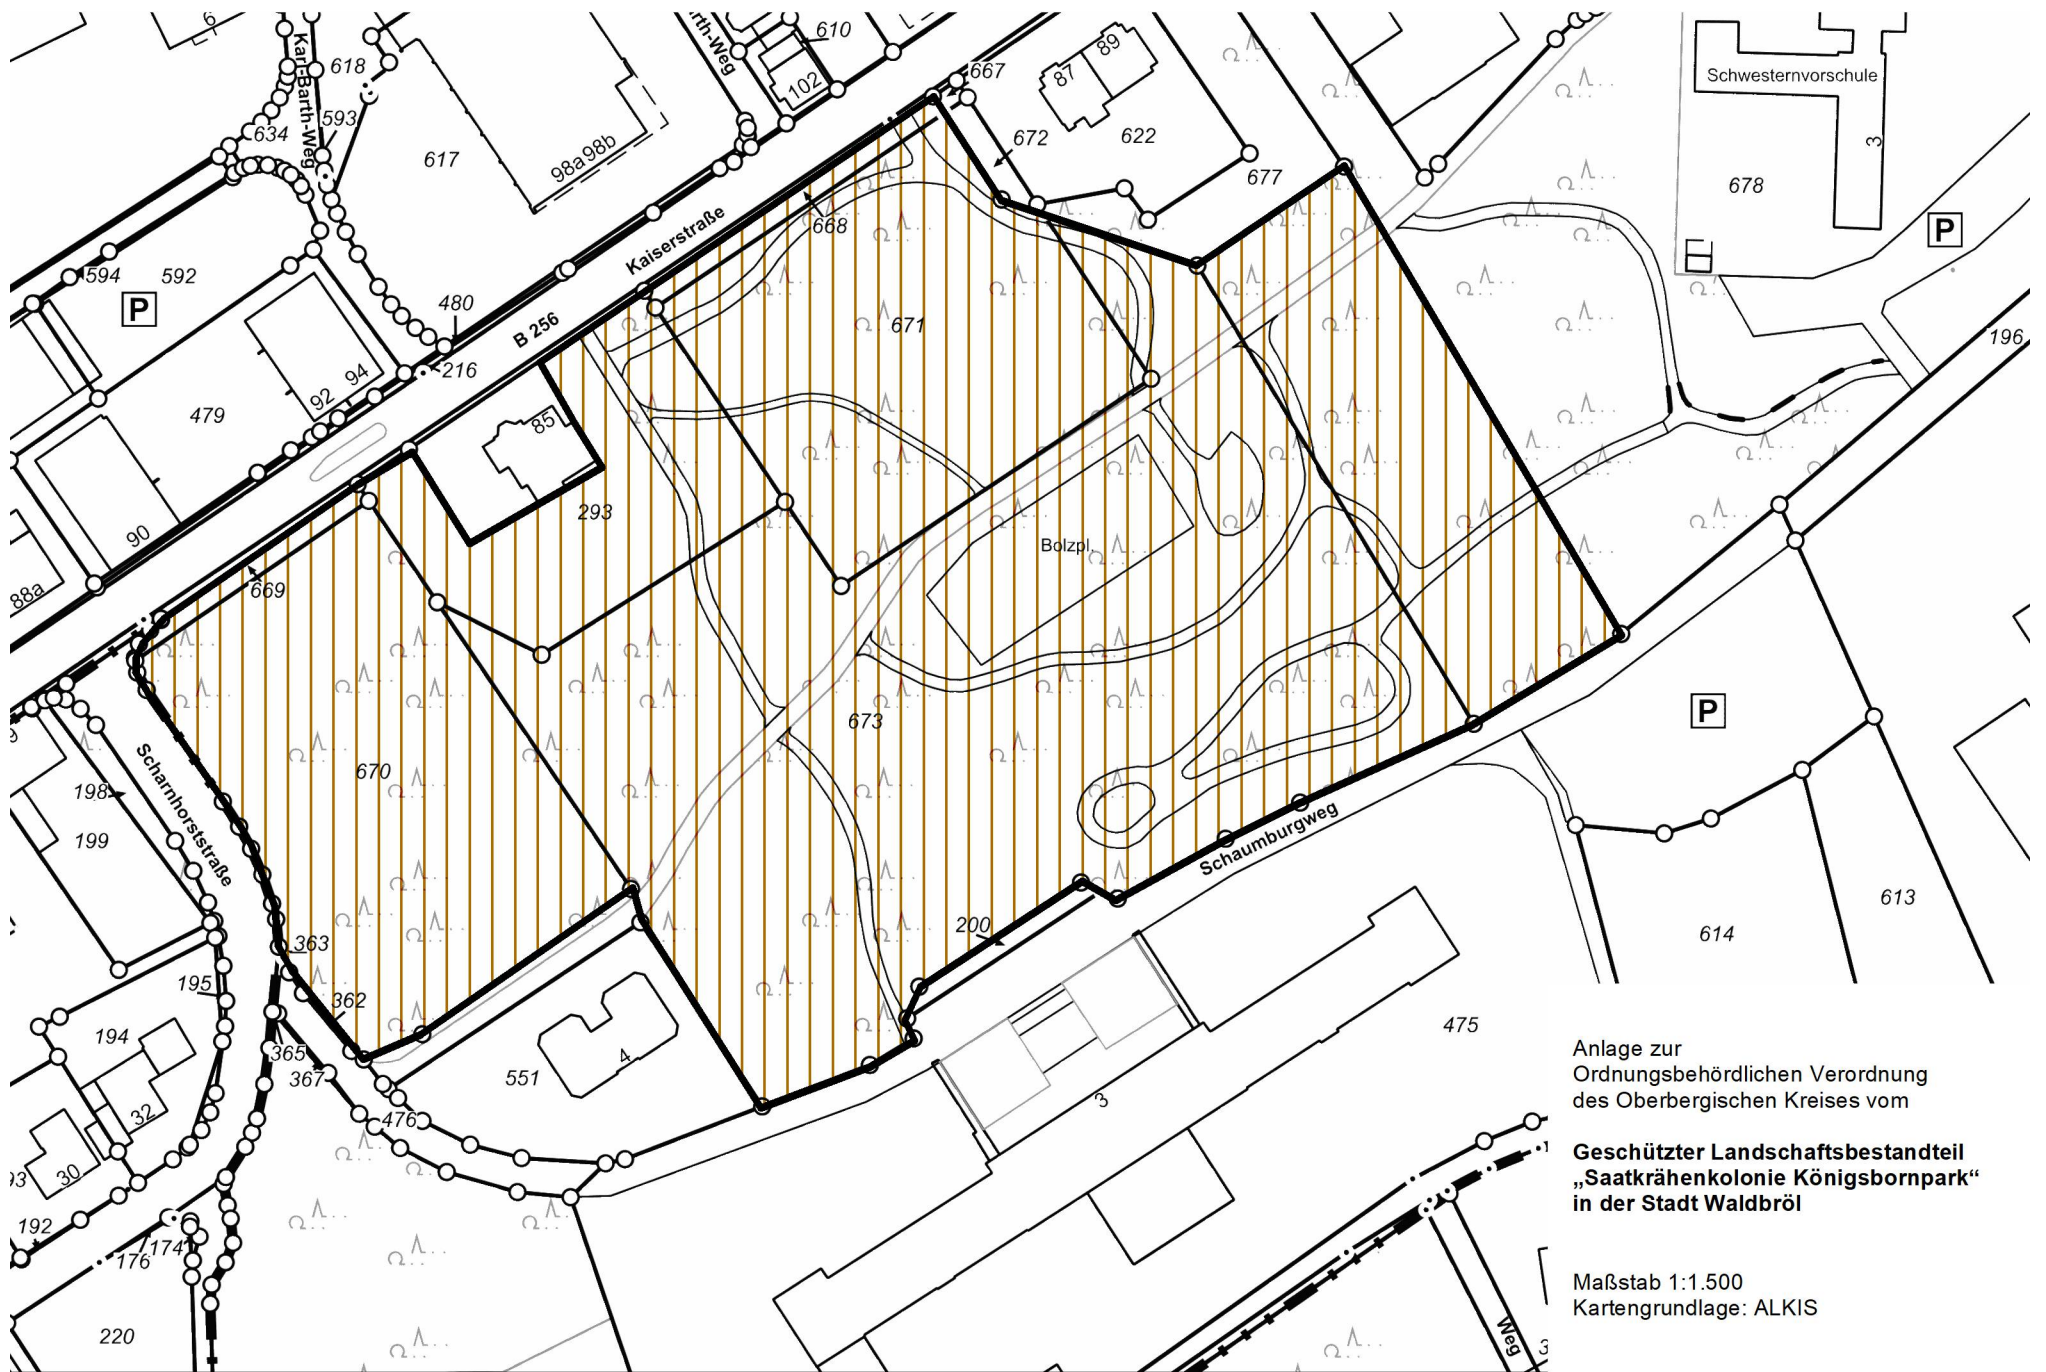 6
Karl-Barth-Weg
618
610
102
667
89
87
Schwesternvorschule
3
593
634
617
98a 98b
672
622
677
678
P
668
Kaiserstraße
594
592
P
480
B 256
671
196
216
94
92
479
85
293
90
Bolzpl.
88a
669
673
P
670
Scharnhorststraße
198
199
Schaumburgweg
200
363
362
195
194
365
367
551
4
3
475
614
613
32
476
30
93
192
174
176
220
Weg
Anlage zur
Ordnungsbehördlichen Verordnung
des Oberbergischen Kreises vom
Geschützter Landschaftsbestandteil
„Saatkrähenkolonie Königsbornpark“
in der Stadt Waldbröl
Maßstab 1:1.500
Kartengrundlage: ALKIS